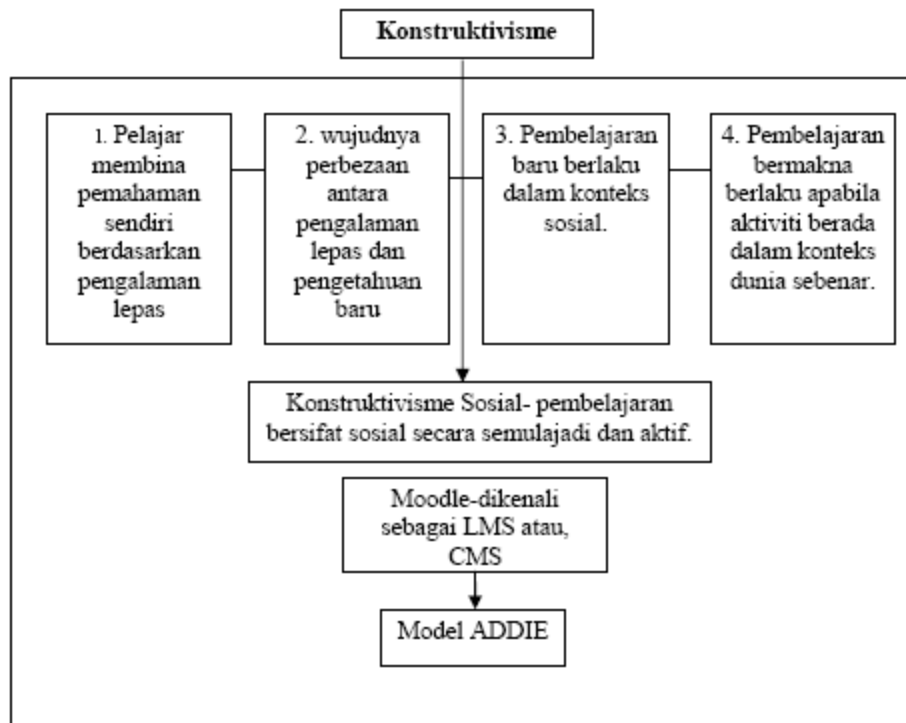 Konstruktivisme
1. Pelajar
membina
pemahaman
sendiri
berdasarkan
pengalaman
lepas
2. wujudnya
perbezaan
antara
pengalaman
lepas dan
pengetahuan
baru
3. Pembelajaran
baru berlaku
dalam konteks
sosial.
4. Pembelajaran
bermakna
berlaku apabila
aktiviti berada
dalam konteks
dunia sebenar.
Konstruktivisme Sosial- pembelajaran
bersifat sosial secara semulajadi dan aktif.
Moodle-dikenali
sebagai LMS atau,
CMS
Model ADDIE